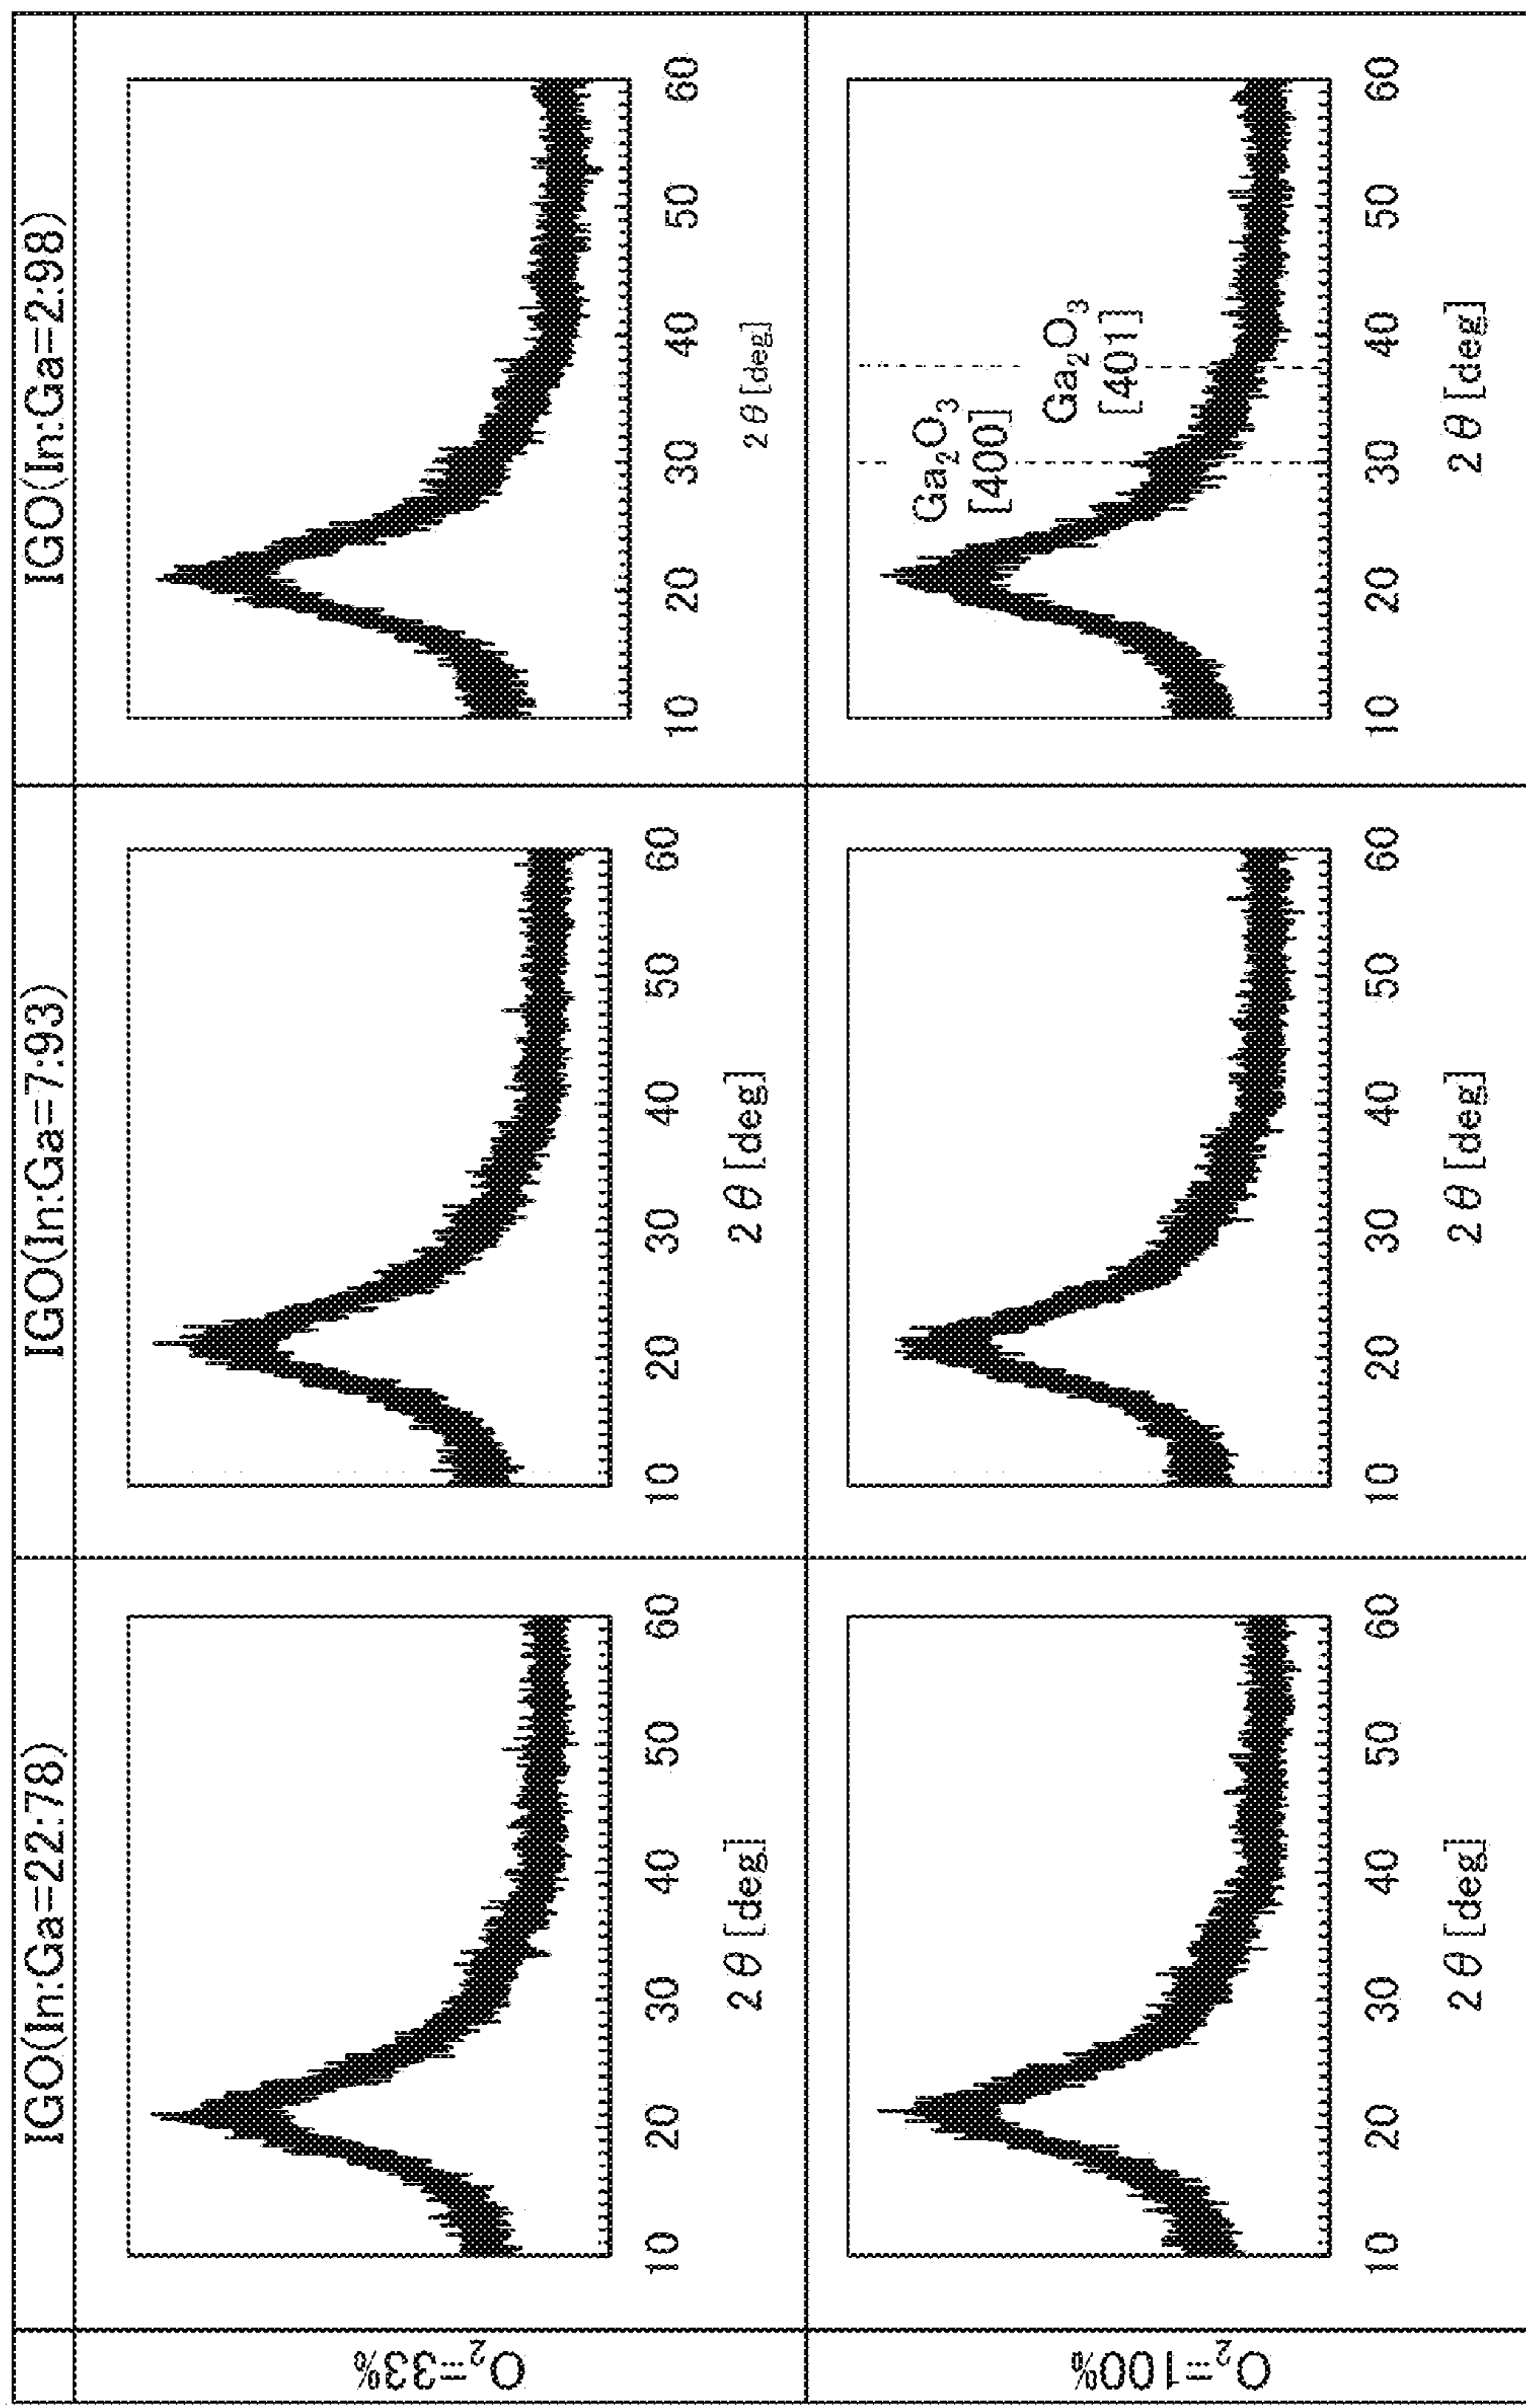 IGO(In:Ga=22:78)
IGO(In:Ga=7:93)
IGO(In:Ga=2:98)
O₂=33%
10 20 30 40 50 60
2θ[deg]
10 20 30 40 50 60
2θ[deg]
10 20 30 40 50 60
2θ[deg]
O₂=100%
10 20 30 40 50 60
2θ[deg]
10 20 30 40 50 60
2θ[deg]
Ga₂O₃
[400]
Ga₂O₃
[401]
10 20 30 40 50 60
2θ[deg]